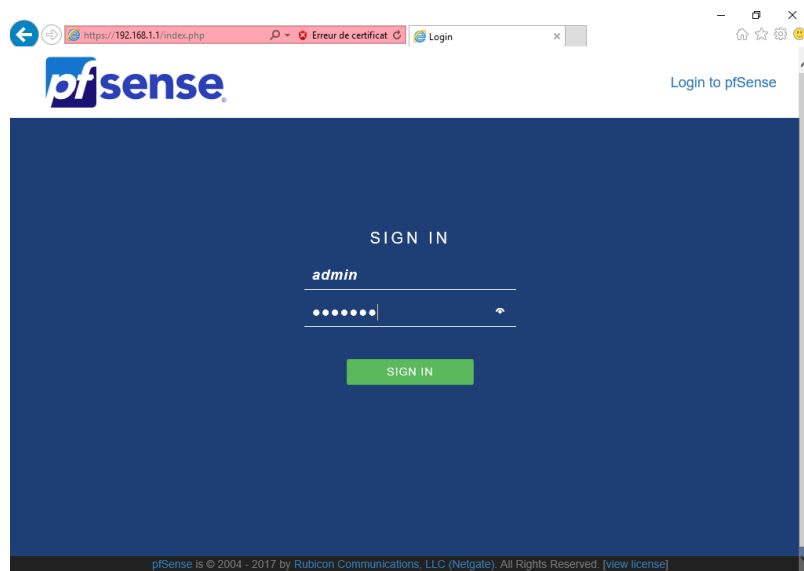 https://192.168.1.1/index.php
Erreur de certificat
Login
pfsense®
Login to pfSense
SIGN IN
admin
•••••••
SIGN IN
pfSense is © 2004 - 2017 by Rubicon Communications, LLC (Netgate). All Rights Reserved. [view license]